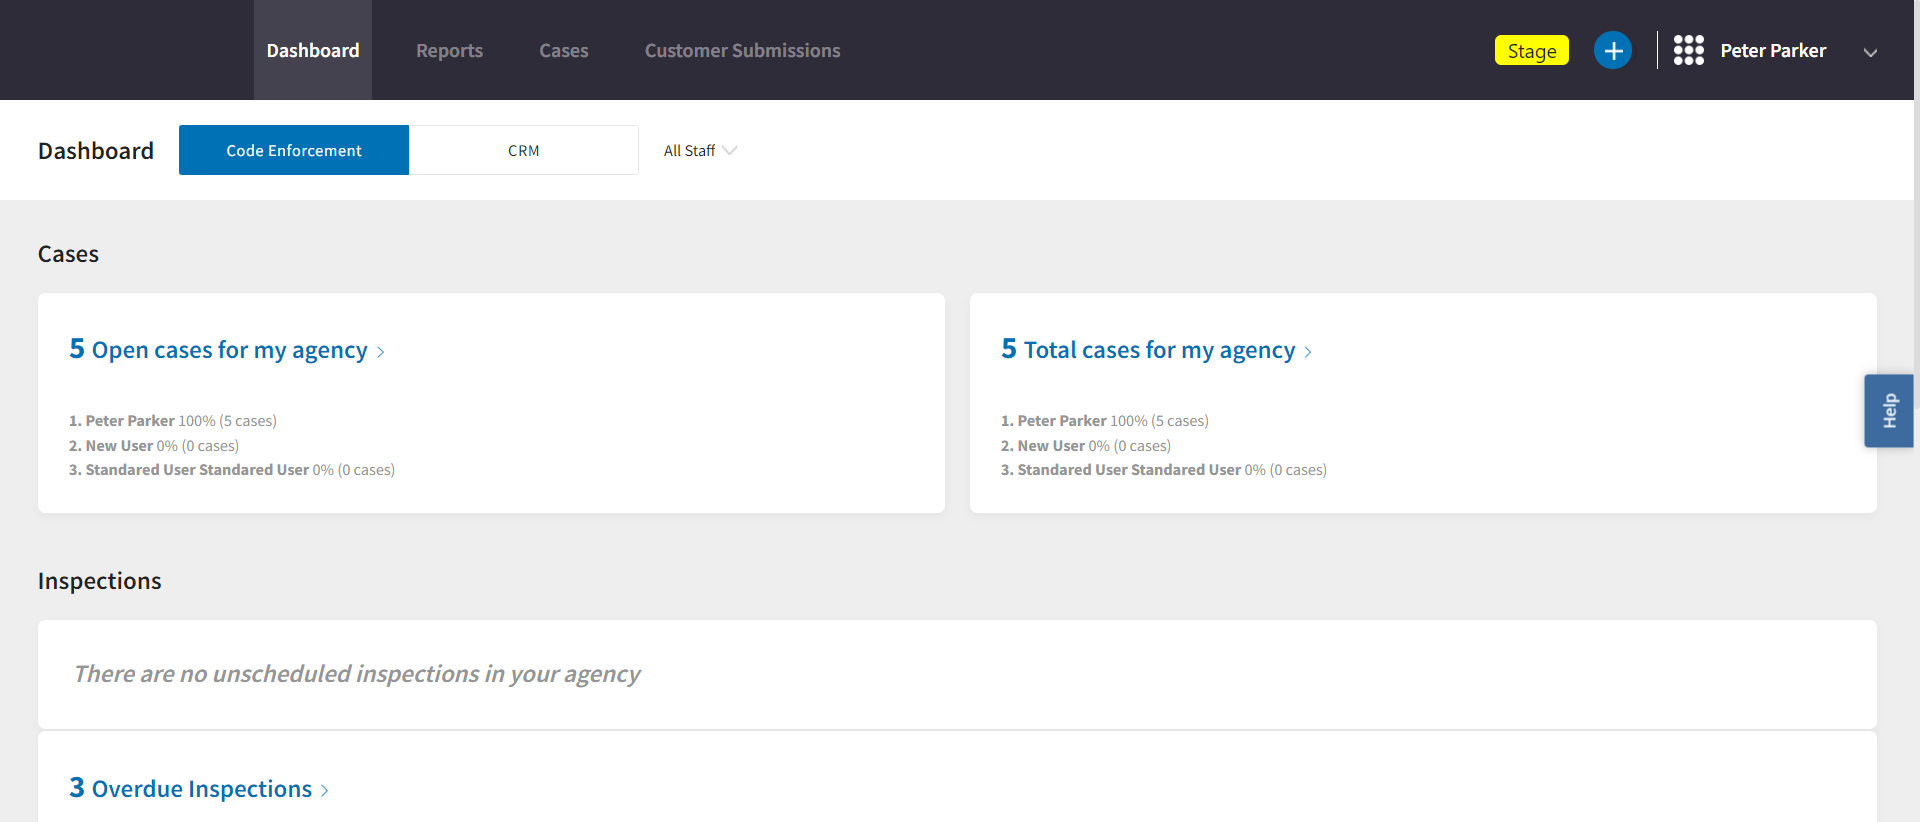 Dashboard Reports Cases Customer Submissions Stage Peter Parker
Dashboard Code Enforcement CRM All Staff
Cases
5 Open cases for my agency
1. Peter Parker 100% (5 cases)
2. New User 0% (0 cases)
3. Standared User Standared User 0% (0 cases)
5 Total cases for my agency
1. Peter Parker 100% (5 cases)
2. New User 0% (0 cases)
3. Standared User Standared User 0% (0 cases)
Help
Inspections
There are no unscheduled inspections in your agency
3 Overdue Inspections